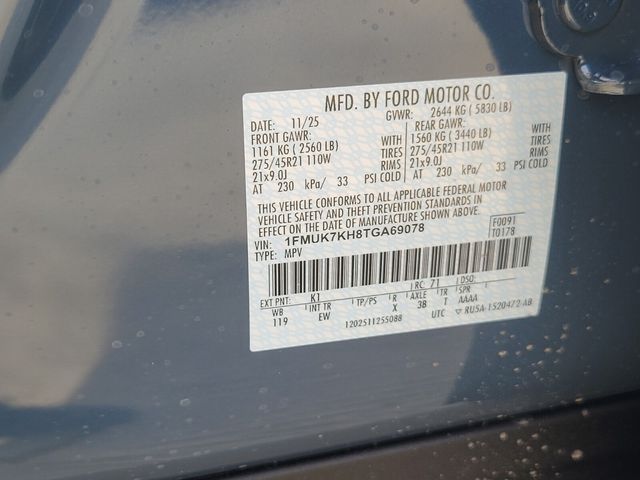 MFD. BY FORD MOTOR CO.
DATE: 11/25 GVWR: 2644 KG ( 5830 LB)
FRONT GAWR: REAR GAWR:
1161 KG ( 2560 LB) WITH 1560 KG ( 3440 LB) WITH
275/45R21 110W TIRES 275/45R21 110W TIRES
21x9.0J RIMS 21x9.0J RIMS
AT 230 kPa/ 33 PSI COLD AT 230 kPa/ 33 PSI COLD
THIS VEHICLE CONFORMS TO ALL APPLICABLE FEDERAL MOTOR
VEHICLE SAFETY AND THEFT PREVENTION STANDARDS IN
EFFECT ON THE DATE OF MANUFACTURE SHOWN ABOVE.
VIN: 1FMUK7KH8TGA69078 F0091
TYPE: MPV T0178
EXT PNT: K1 RC: 71 DSO:
WB INT TR TP/PS R AXLE TR SPR
119 EW X 3B T AAAA
1202511255088 UTC ▽ RU5A-1520472-AB